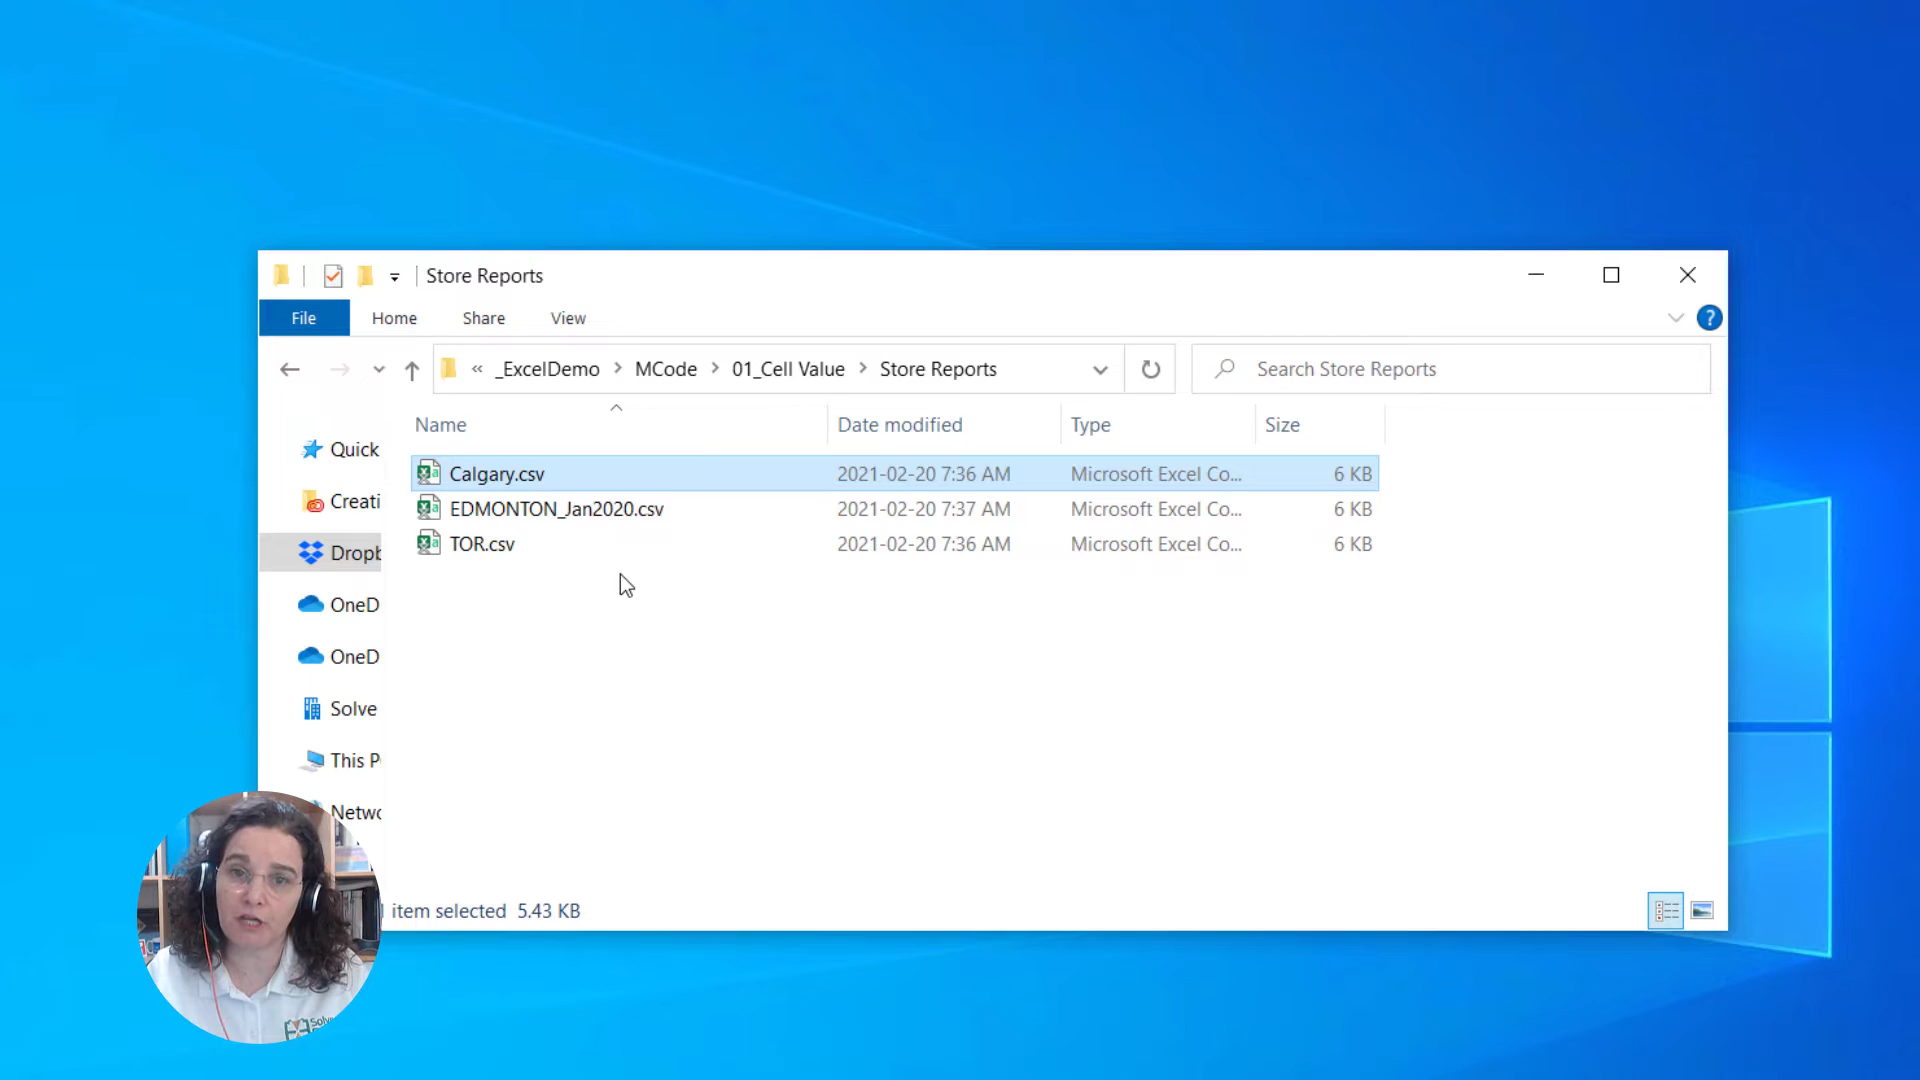 Store Reports
File Home Share View
« _ExcelDemo > MCode > 01_Cell Value > Store Reports
Search Store Reports
Name Date modified Type Size
Quick
Calgary.csv 2021-02-20 7:36 AM Microsoft Excel Co... 6 KB
Creati
EDMONTON_Jan2020.csv 2021-02-20 7:37 AM Microsoft Excel Co... 6 KB
Dropb
TOR.csv 2021-02-20 7:36 AM Microsoft Excel Co... 6 KB
OneD
OneD
Solve
This P
Netwo
item selected 5.43 KB